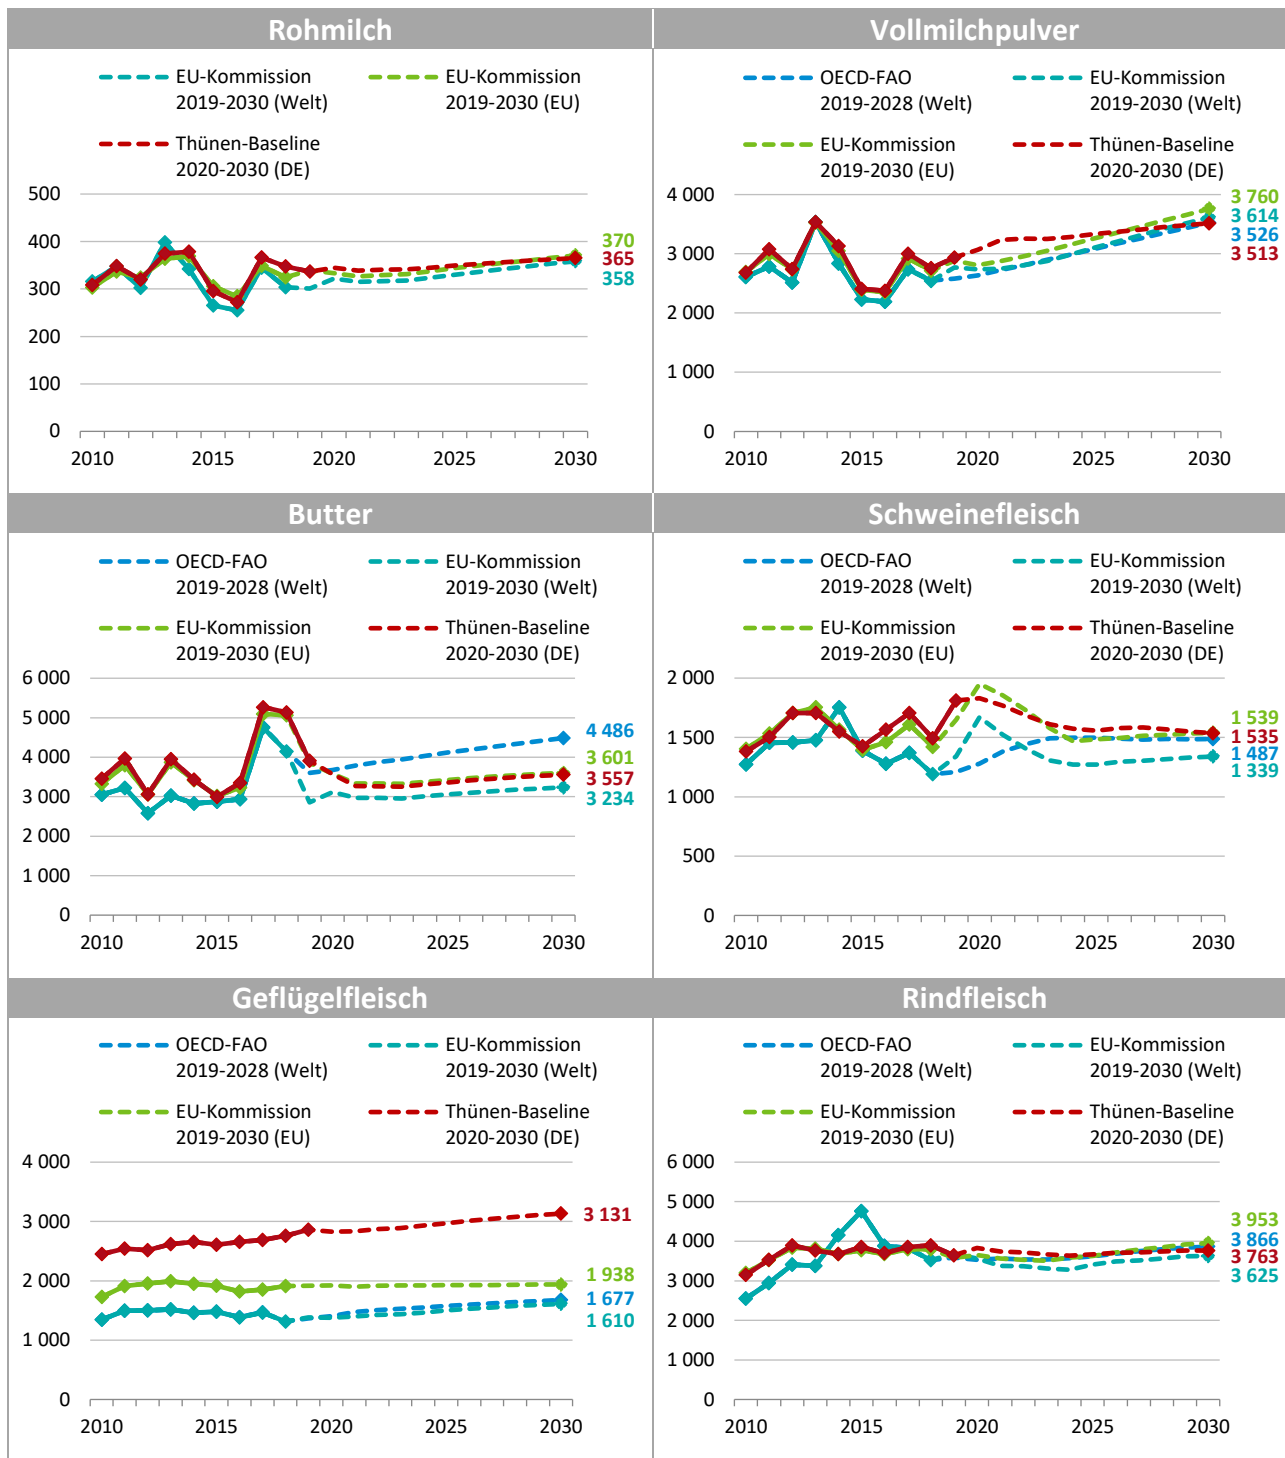 Rohmilch
EU-Kommission
2019-2030 (Welt)
EU-Kommission
2019-2030 (EU)
Thünen-Baseline
2020-2030 (DE)
500
400
300
200
100
0
2010
2015
2020
2025
2030
370
365
358
Vollmilchpulver
OECD-FAO
2019-2028 (Welt)
EU-Kommission
2019-2030 (Welt)
EU-Kommission
2019-2030 (EU)
Thünen-Baseline
2020-2030 (DE)
4 000
3 000
2 000
1 000
0
2010
2015
2020
2025
2030
3 760
3 614
3 526
3 513
Butter
OECD-FAO
2019-2028 (Welt)
EU-Kommission
2019-2030 (Welt)
EU-Kommission
2019-2030 (EU)
Thünen-Baseline
2020-2030 (DE)
6 000
5 000
4 000
3 000
2 000
1 000
0
2010
2015
2020
2025
2030
4 486
3 601
3 557
3 234
Schweinefleisch
OECD-FAO
2019-2028 (Welt)
EU-Kommission
2019-2030 (Welt)
EU-Kommission
2019-2030 (EU)
Thünen-Baseline
2020-2030 (DE)
2 000
1 500
1 000
500
0
2010
2015
2020
2025
2030
1 539
1 535
1 487
1 339
Geflügelfleisch
OECD-FAO
2019-2028 (Welt)
EU-Kommission
2019-2030 (Welt)
EU-Kommission
2019-2030 (EU)
Thünen-Baseline
2020-2030 (DE)
4 000
3 000
2 000
1 000
0
2010
2015
2020
2025
2030
3 131
1 938
1 677
1 610
Rindfleisch
OECD-FAO
2019-2028 (Welt)
EU-Kommission
2019-2030 (Welt)
EU-Kommission
2019-2030 (EU)
Thünen-Baseline
2020-2030 (DE)
6 000
5 000
4 000
3 000
2 000
1 000
0
2010
2015
2020
2025
2030
3 953
3 866
3 763
3 625